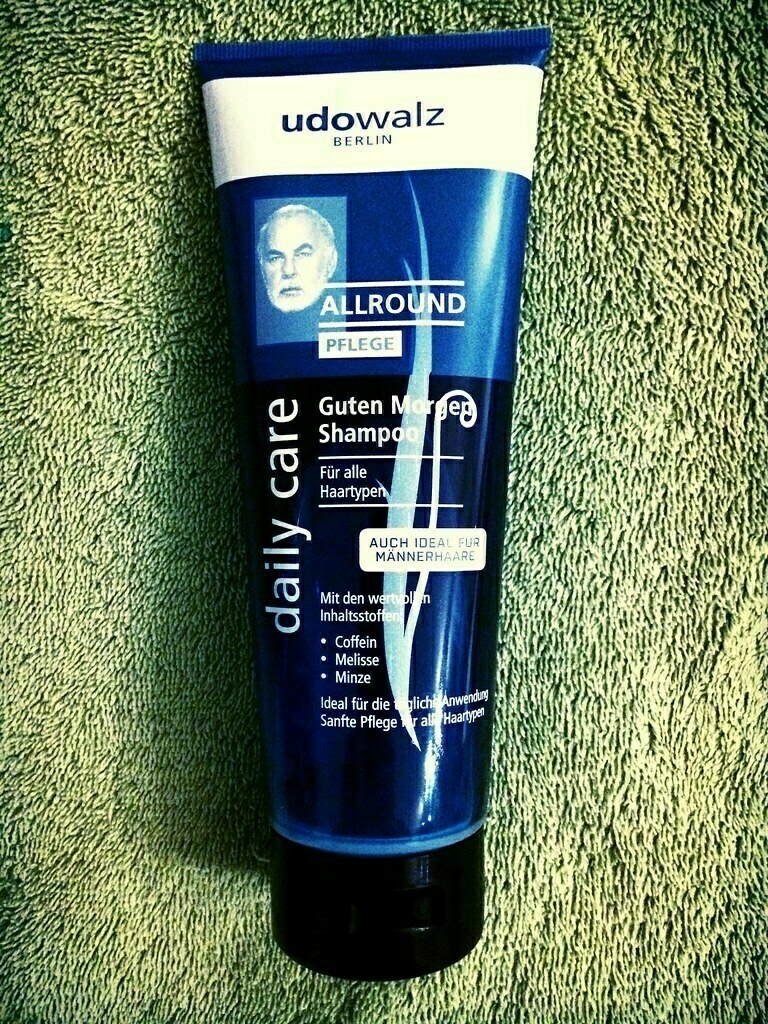 udowalz
BERLIN
ALLROUND
PFLEGE
daily care
Guten Morgen
Shampoo
Für alle
Haartypen
AUCH IDEAL FÜR
MÄNNERHAARE
Mit den wertvollen
Inhaltsstoffen:
• Coffein
• Melisse
• Minze
Ideal für die tägliche Anwendung
Sanfte Pflege für alle Haartypen